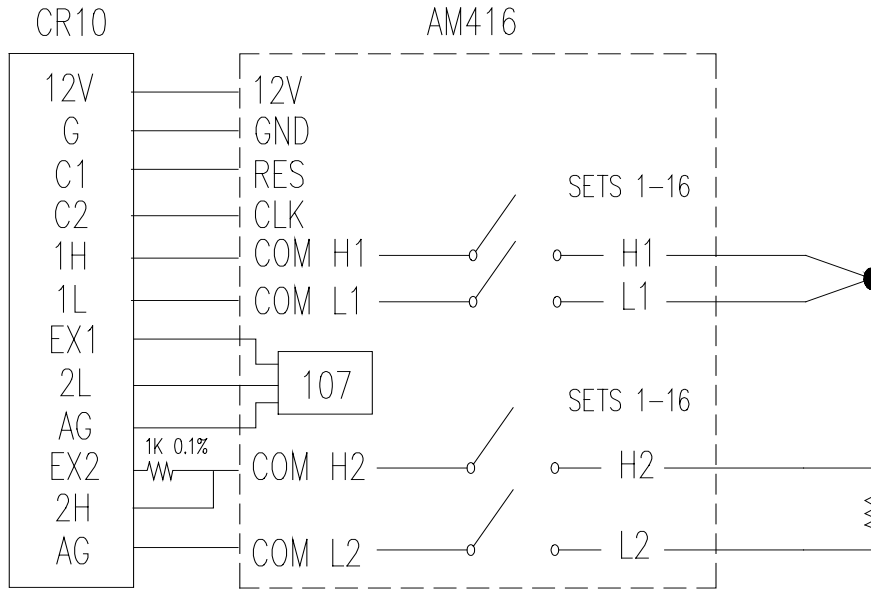 CR10
AM416
12V
12V
G
GND
C1
RES
SETS 1-16
C2
CLK
1H
COM H1
H1
1L
COM L1
L1
EX1
2L
107
AG
SETS 1-16
1K 0.1%
EX2
COM H2
H2
2H
AG
COM L2
L2